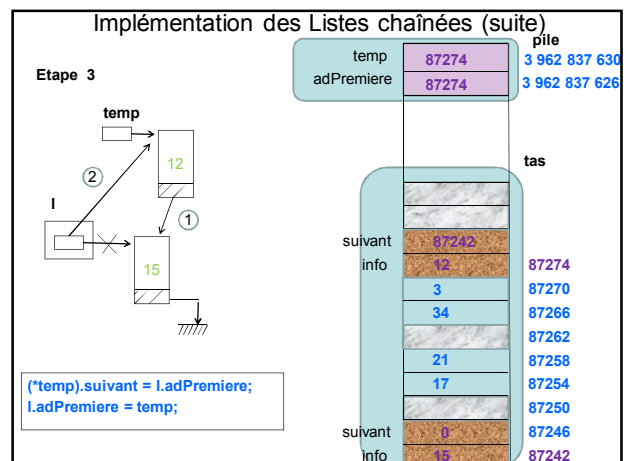 Implémentation des Listes chaînées (suite)
pile
temp 87274 3 962 837 630
adPremiere 87274 3 962 837 626
Etape 3
temp
12
2
1
l
15
(*temp).suivant = l.adPremiere;
l.adPremiere = temp;
tas
suivant 87242
info 12 87274
3 87270
34 87266
87262
21 87258
17 87254
87250
suivant 0 87246
info 15 87242